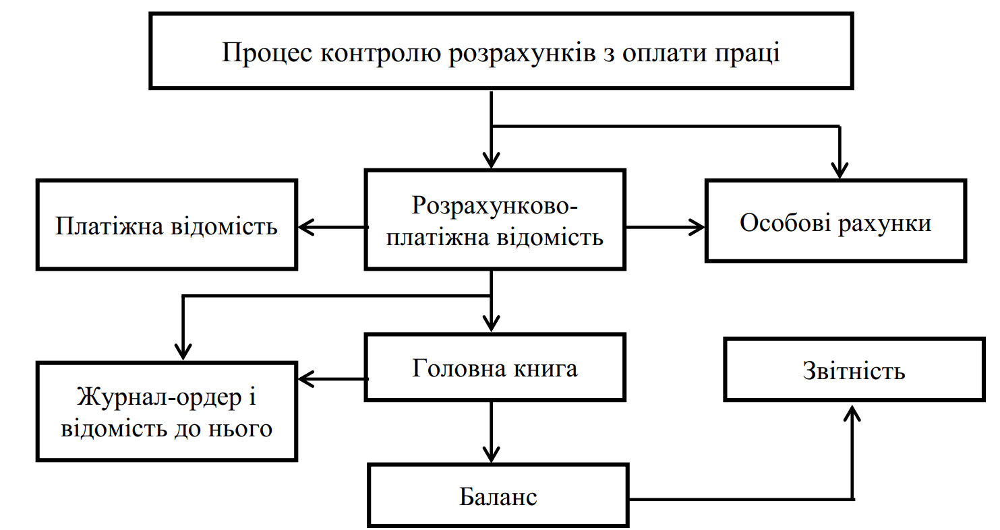 Процес контролю розрахунків з оплати праці
Платіжна відомість
Розрахунково-
платіжна відомість
Особові рахунки
Журнал-ордер і
відомість до нього
Головна книга
Звітність
Баланс